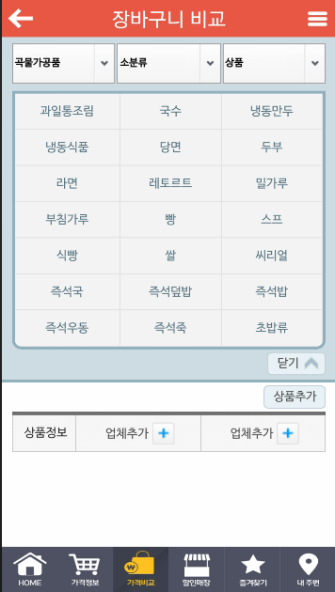 장바구니 비교
곡물가공품 소분류 상품
과일통조림 국수 냉동만두
냉동식품 당면 두부
라면 레토르트 밀가루
부침가루 빵 스프
식빵 쌀 씨리얼
즉석국 즉석덮밥 즉석밥
즉석우동 즉석죽 초밥류
닫기
상품추가
상품정보 업체추가 + 업체추가 +
HOME 가격정보 가격비교 할인매장 즐겨찾기 내 주변